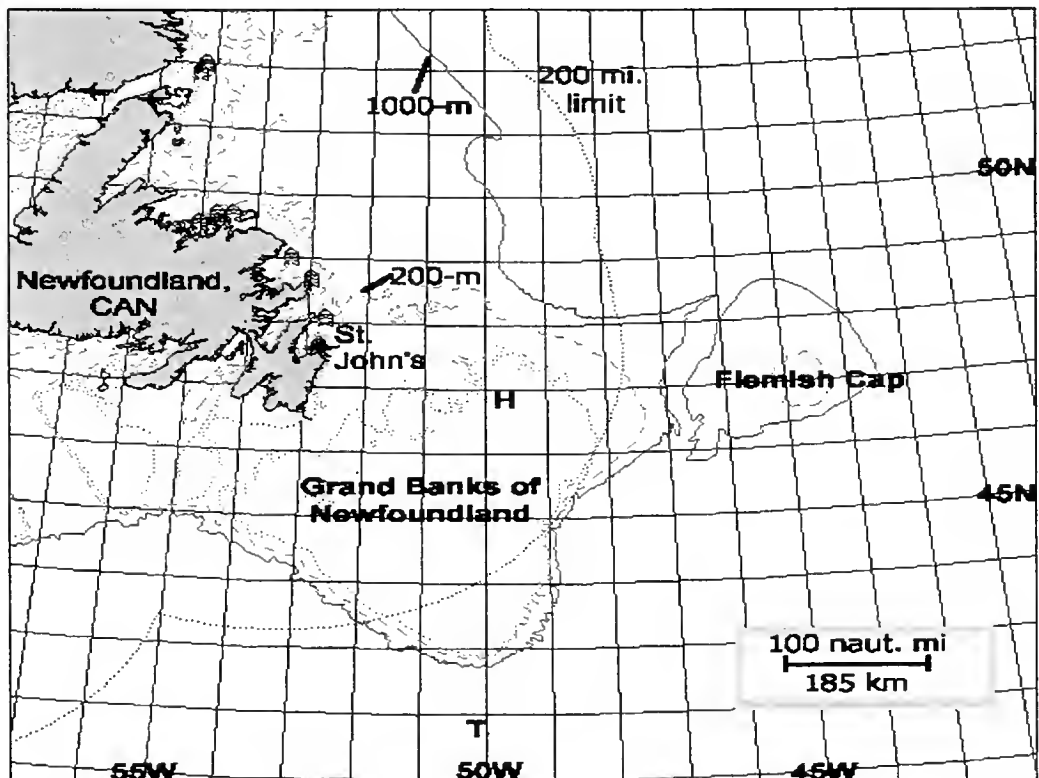 200 mi.
limit
1000-m
50N
Newfoundland,
CAN
200-m
St.
John's
Flemish Cap
H
Grand Banks of
Newfoundland
45N
100 naut. mi
185 km
T
55W
50W
45W